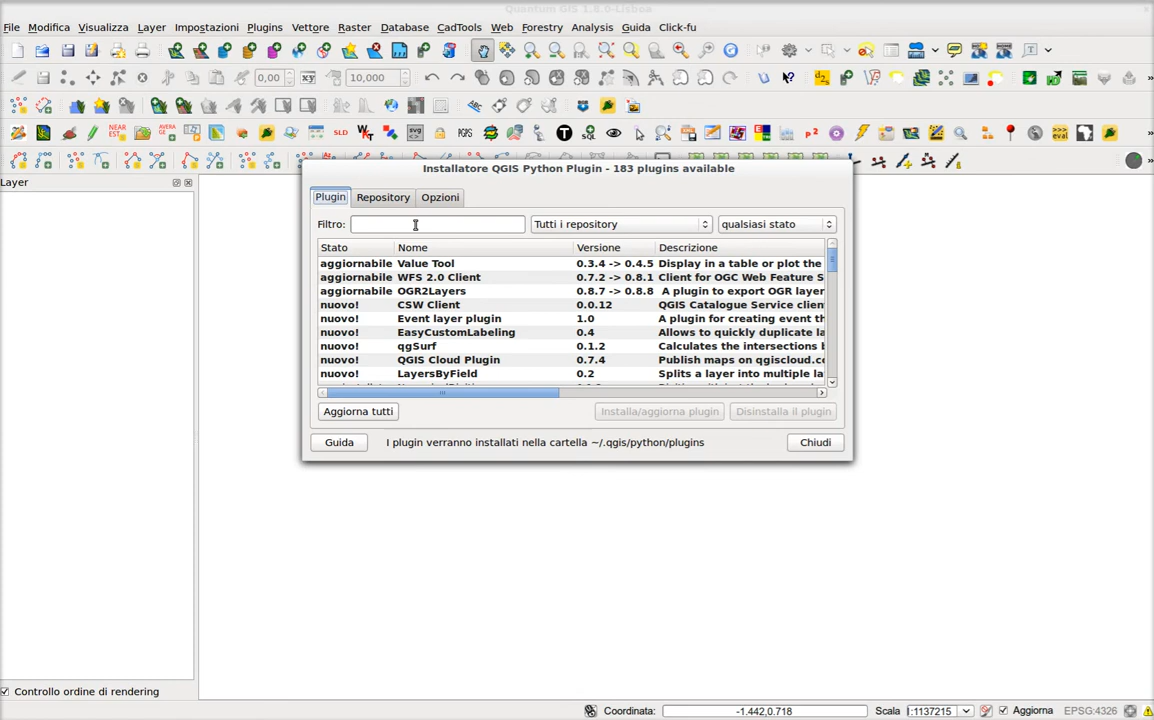 Quantum GIS 1.8.0-Lisboa
File Modifica Visualizza Layer Impostazioni Plugins Vettore Raster Database CadTools Web Forestry Analysis Guida Click-fu
0,00 xy 10,000
Layer
Installatore QGIS Python Plugin - 183 plugins available
Plugin Repository Opzioni
Filtro: Tutti i repository qualsiasi stato
Stato Nome Versione Descrizione
aggiornabile Value Tool 0.3.4 -> 0.4.5 Display in a table or plot the
aggiornabile WFS 2.0 Client 0.7.2 -> 0.8.1 Client for OGC Web Feature S
aggiornabile OGR2Layers 0.8.7 -> 0.8.8 A plugin to export OGR layer
nuovo! CSW Client 0.0.12 QGIS Catalogue Service clien
nuovo! Event layer plugin 1.0 A plugin for creating event th
nuovo! EasyCustomLabeling 0.4 Allows to quickly duplicate la
nuovo! qgSurf 0.1.2 Calculates the intersections b
nuovo! QGIS Cloud Plugin 0.7.4 Publish maps on qgiscloud.co
nuovo! LayersByField 0.2 Splits a layer into multiple la
Aggiorna tutti Installa/aggiorna plugin Disinstalla il plugin
Guida I plugin verranno installati nella cartella ~/.qgis/python/plugins Chiudi
Controllo ordine di rendering
Coordinata: -1.442,0.718 Scala :1137215 Aggiorna EPSG:4326